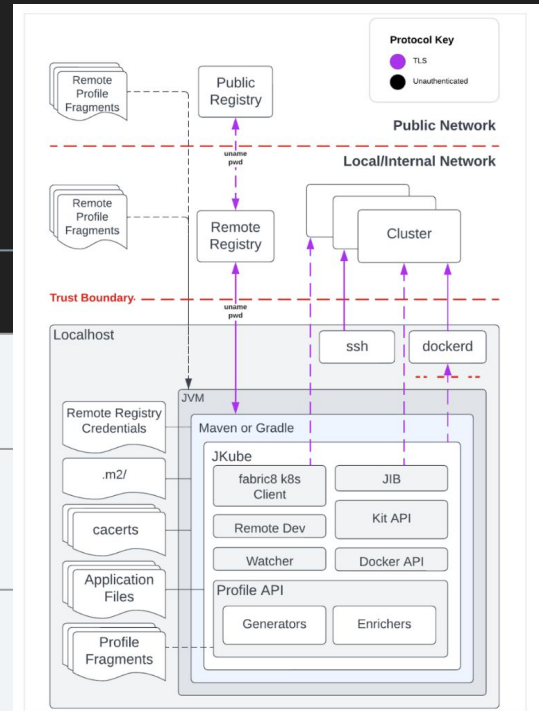 Protocol Key
TLS
Unauthenticated
Remote
Profile
Fragments
Public
Registry
Public Network
uname
pwd
Local/Internal Network
Remote
Profile
Fragments
Remote
Registry
Cluster
Trust Boundary
uname
pwd
Localhost
ssh
dockerd
JVM
Remote Registry
Credentials
Maven or Gradle
JKube
.m2/
fabric8 k8s
Client
JIB
cacerts
Remote Dev
Kit API
Watcher
Docker API
Application
Files
Profile API
Generators
Enrichers
Profile
Fragments